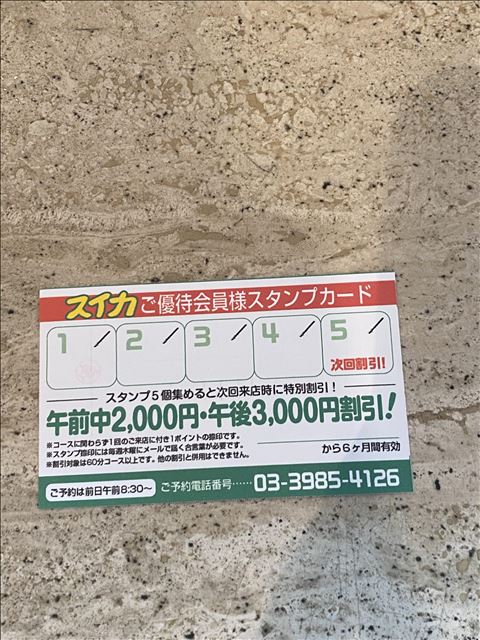 スイカ ご優待会員様スタンプカード
1 / 2 / 3 / 4 / 5 /
次回割引!
スタンプ5個集めると次回来店時に特別割引！
午前中2,000円・午後3,000円割引！
※コースに関わらず1回のご来店に付き1ポイントの捺印です。
※スタンプ捺印には毎週木曜にメールで届く合言葉が必要です。
※割引対象は60分コース以上です。他の割引と併用はできません。
から6ヶ月間有効
ご予約は前日午前8:30〜 ご予約電話番号……03-3985-4126